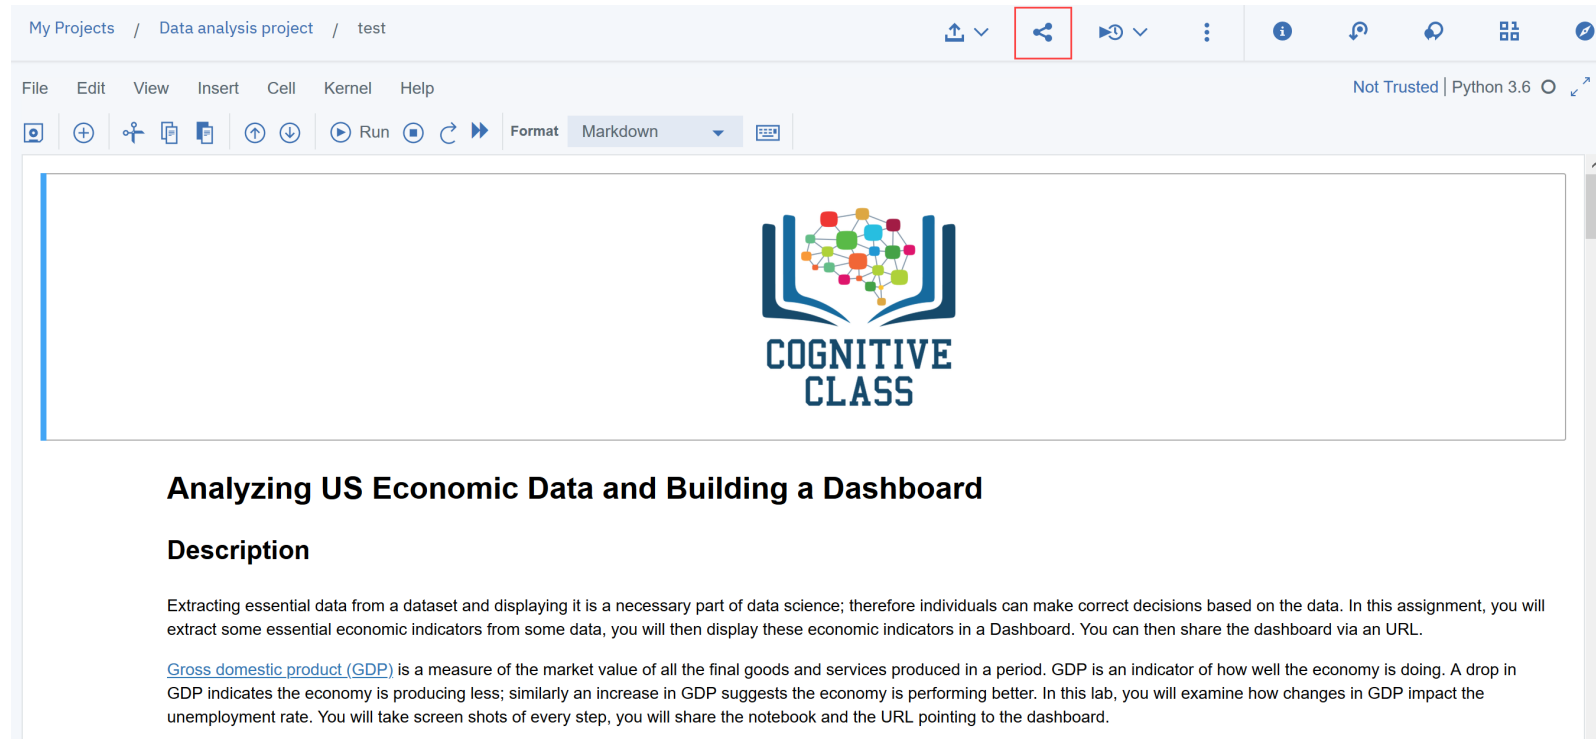 My Projects / Data analysis project / test
File Edit View Insert Cell Kernel Help
Not Trusted | Python 3.6
Run Format Markdown
COGNITIVE
CLASS
Analyzing US Economic Data and Building a Dashboard
Description
Extracting essential data from a dataset and displaying it is a necessary part of data science; therefore individuals can make correct decisions based on the data. In this assignment, you will
extract some essential economic indicators from some data, you will then display these economic indicators in a Dashboard. You can then share the dashboard via an URL.
Gross domestic product (GDP) is a measure of the market value of all the final goods and services produced in a period. GDP is an indicator of how well the economy is doing. A drop in
GDP indicates the economy is producing less; similarly an increase in GDP suggests the economy is performing better. In this lab, you will examine how changes in GDP impact the
unemployment rate. You will take screen shots of every step, you will share the notebook and the URL pointing to the dashboard.